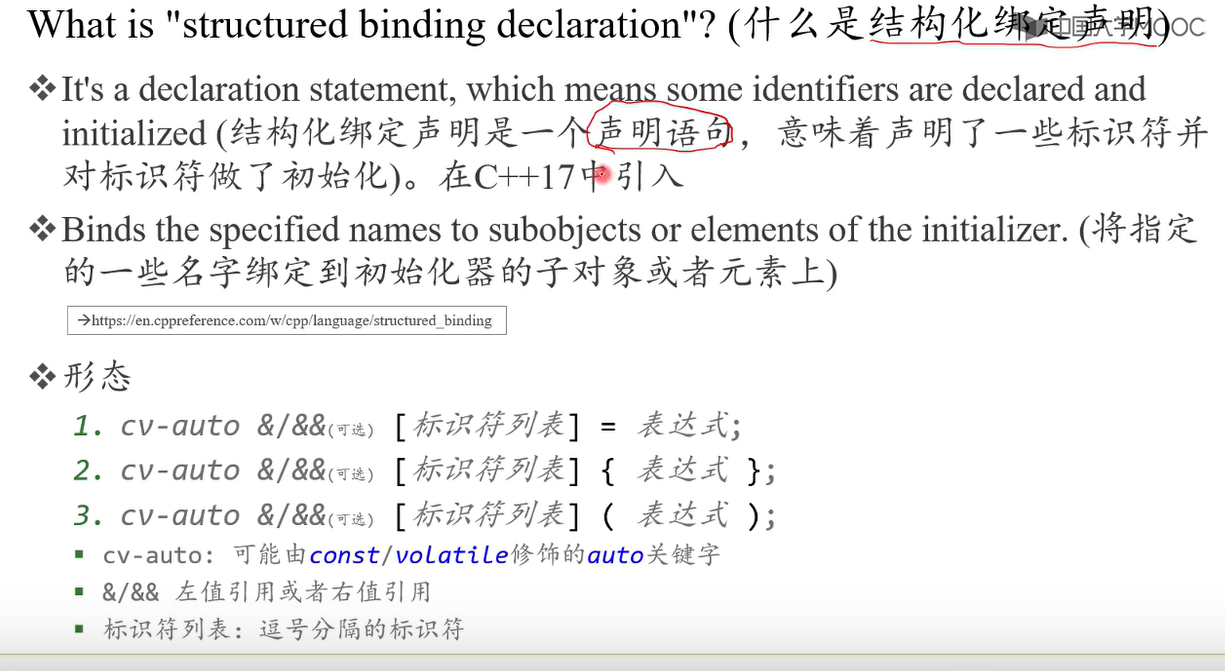 What is "structured binding declaration"? (什么是结构化绑定声明)
中国大学MOOC
❖It's a declaration statement, which means some identifiers are declared and
initialized (结构化绑定声明是一个声明语句，意味着声明了一些标识符并
对标识符做了初始化)。在C++17中引入
❖Binds the specified names to subobjects or elements of the initializer. (将指定
的一些名字绑定到初始化器的子对象或者元素上)
→https://en.cppreference.com/w/cpp/language/structured_binding
❖形态
1. cv-auto &/&&(可选) [标识符列表] = 表达式;
2. cv-auto &/&&(可选) [标识符列表] { 表达式 };
3. cv-auto &/&&(可选) [标识符列表] ( 表达式 );
▪ cv-auto: 可能由const/volatile修饰的auto关键字
▪ &/&& 左值引用或者右值引用
▪ 标识符列表: 逗号分隔的标识符